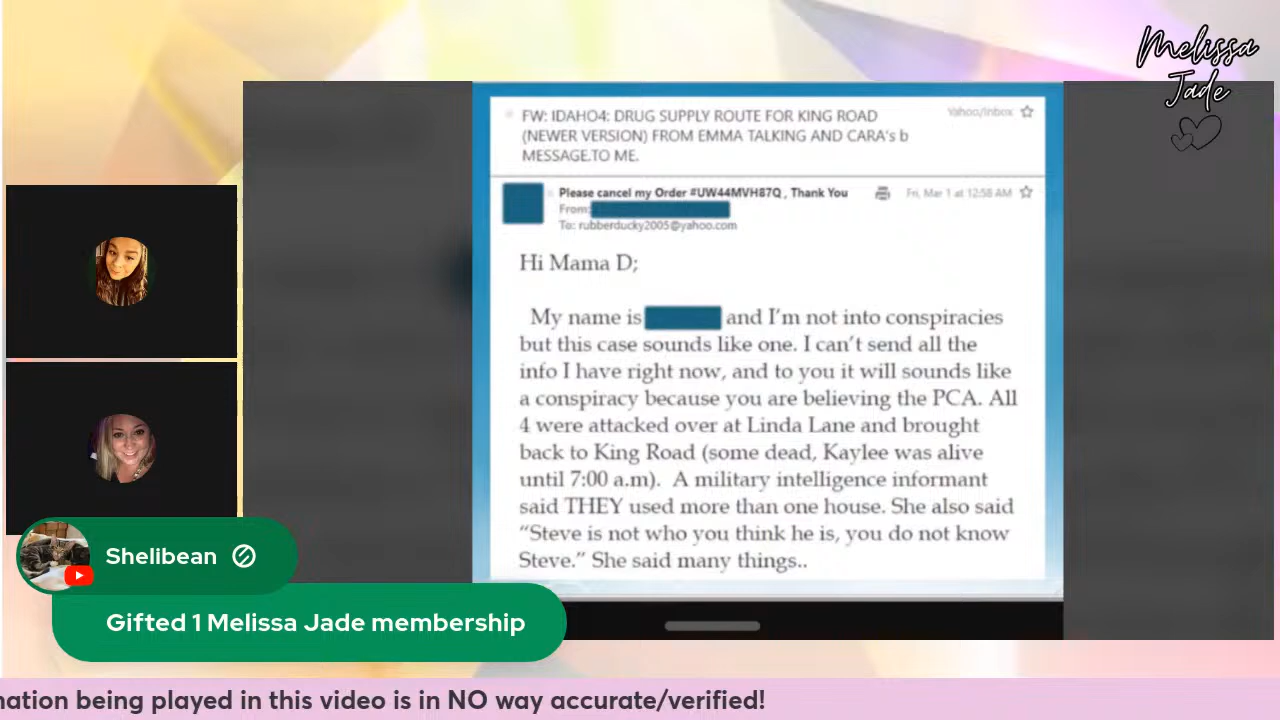 Melissa
Jade
FW: IDAHO4: DRUG SUPPLY ROUTE FOR KING ROAD
(NEWER VERSION) FROM EMMA TALKING AND CARA's b
MESSAGE.TO ME.
Yahoo/Inbox
Please cancel my Order #UW44MVH87Q , Thank You
Fri, Mar 1 at 12:58 AM
From:
To: rubberducky2005@yahoo.com
Hi Mama D;
My name is and I'm not into conspiracies
but this case sounds like one. I can't send all the
info I have right now, and to you it will sounds like
a conspiracy because you are believing the PCA. All
4 were attacked over at Linda Lane and brought
back to King Road (some dead, Kaylee was alive
until 7:00 a.m). A military intelligence informant
said THEY used more than one house. She also said
“Steve is not who you think he is, you do not know
Steve.” She said many things..
Shelibean
Gifted 1 Melissa Jade membership
nation being played in this video is in NO way accurate/verified!